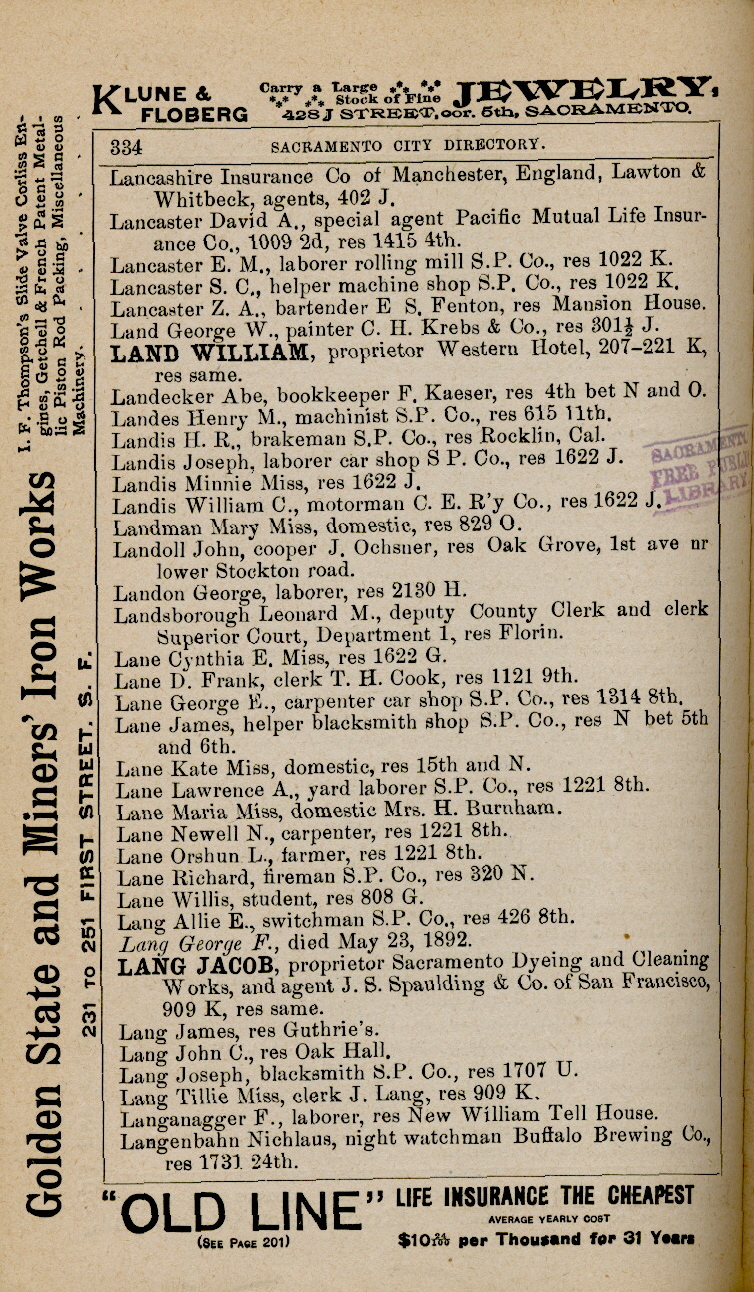 KLUNE & FLOBERG
Carry a Large Stock of Fine JEWELRY,
428 J STREET, cor. 5th, SACRAMENTO.
334 SACRAMENTO CITY DIRECTORY.
Lancashire Insurance Co of Manchester, England, Lawton &
Whitbeck, agents, 402 J.
Lancaster David A., special agent Pacific Mutual Life Insur-
ance Co., 1009 2d, res 1415 4th.
Lancaster E. M., laborer rolling mill S.P. Co., res 1022 K.
Lancaster S. C., helper machine shop S.P. Co., res 1022 K.
Lancaster Z. A., bartender E S. Fenton, res Mansion House.
Land George W., painter C. H. Krebs & Co., res 301½ J.
LAND WILLIAM, proprietor Western Hotel, 207-221 K,
res same.
Landecker Abe, bookkeeper F. Kaeser, res 4th bet N and O.
Landes Henry M., machinist S.P. Co., res 615 11th.
Landis H. R., brakeman S.P. Co., res Rocklin, Cal.
Landis Joseph, laborer car shop S P. Co., res 1622 J.
Landis Minnie Miss, res 1622 J.
Landis William C., motorman C. E. R'y Co., res 1622 J.
Landman Mary Miss, domestic, res 829 O.
Landoll John, cooper J. Ochsner, res Oak Grove, 1st ave nr
lower Stockton road.
Landon George, laborer, res 2130 H.
Landsborough Leonard M., deputy County Clerk and clerk
Superior Court, Department 1, res Florin.
Lane Cynthia E. Miss, res 1622 G.
Lane D. Frank, clerk T. H. Cook, res 1121 9th.
Lane George E., carpenter car shop S.P. Co., res 1314 8th.
Lane James, helper blacksmith shop S.P. Co., res N bet 5th
and 6th.
Lane Kate Miss, domestic, res 15th and N.
Lane Lawrence A., yard laborer S.P. Co., res 1221 8th.
Lane Maria Miss, domestic Mrs. H. Burnham.
Lane Newell N., carpenter, res 1221 8th.
Lane Orshun L., farmer, res 1221 8th.
Lane Richard, fireman S.P. Co., res 320 N.
Lane Willis, student, res 808 G.
Lang Allie E., switchman S.P. Co., res 426 8th.
Lang George F., died May 23, 1892.
LANG JACOB, proprietor Sacramento Dyeing and Cleaning
Works, and agent J. S. Spaulding & Co. of San Francisco,
909 K, res same.
Lang James, res Guthrie's.
Lang John C., res Oak Hall.
Lang Joseph, blacksmith S.P. Co., res 1707 U.
Lang Tillie Miss, clerk J. Lang, res 909 K.
Langanagger F., laborer, res New William Tell House.
Langenbahn Nichlaus, night watchman Buffalo Brewing Co.,
res 1731 24th.
"OLD LINE" LIFE INSURANCE THE CHEAPEST
(SEE PAGE 201)
AVERAGE YEARLY COST
per Thousand for 31 Years
Golden State and Miners' Iron Works
231 TO 251 FIRST STREET. S. F.
I. F. Thompson's Slide Valve Corliss En-
gines, Getchell & French Patent Metal-
lic Piston Rod Packing, Miscellaneous
Machinery.
SACRAMENTO
FREE PUBL
LIBRARY